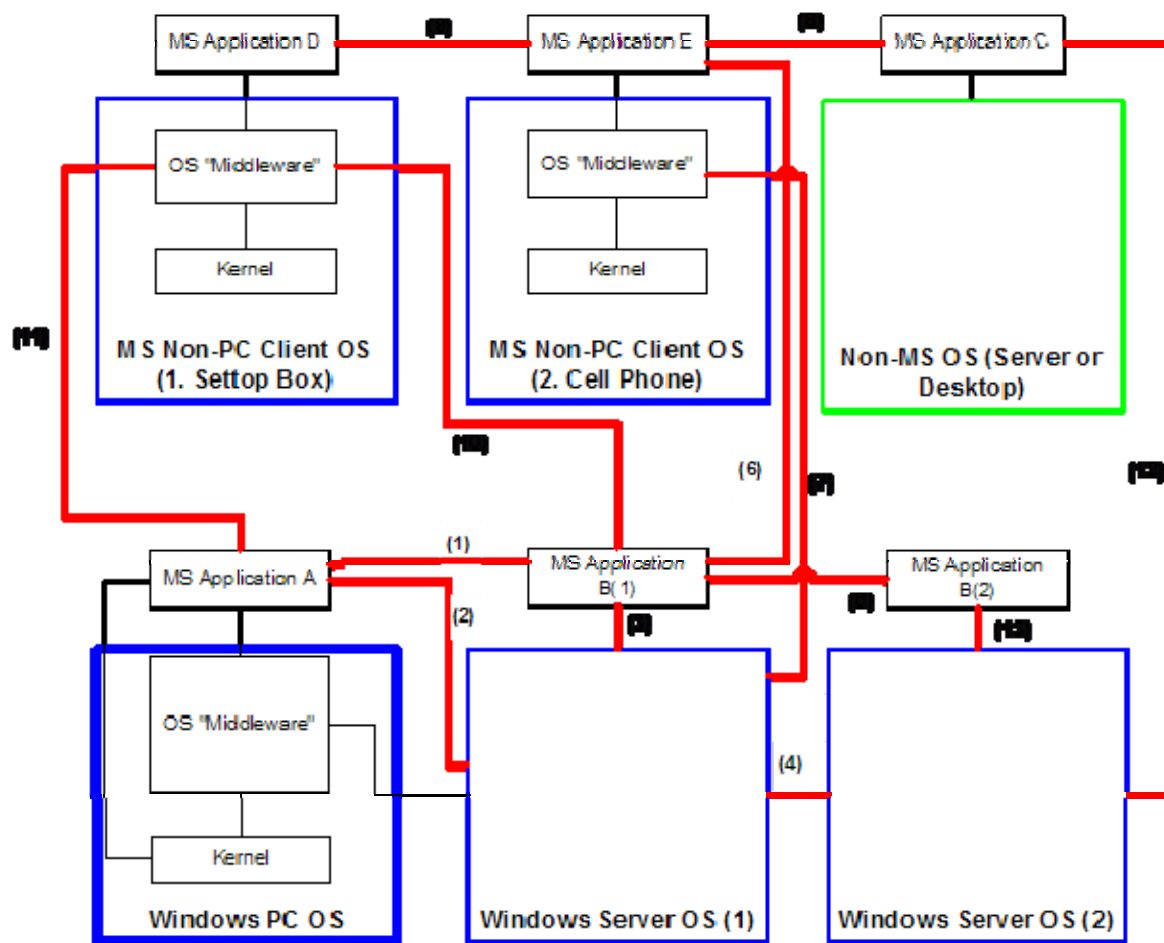 MS Application D
MS Application E
MS Application C
OS "Middleware"
OS "Middleware"
Kernel
Kernel
MS Non-PC Client OS
(1. Settop Box)
MS Non-PC Client OS
(2. Cell Phone)
Non-MS OS (Server or
Desktop)
(6)
(1)
MS Application A
MS Application
B(1)
MS Application
B(2)
(2)
OS "Middleware"
(4)
Kernel
Windows PC OS
Windows Server OS (1)
Windows Server OS (2)